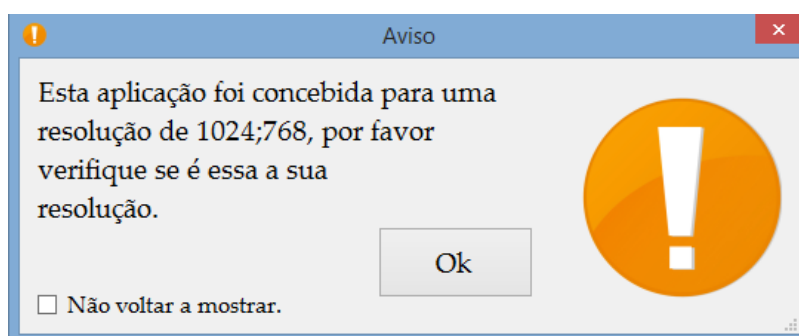 Aviso
Esta aplicação foi concebida para uma
resolução de 1024;768, por favor
verifique se é essa a sua
resolução.
Ok
Não voltar a mostrar.